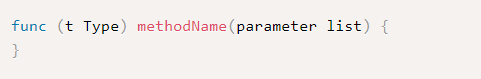 func (t Type) methodName(parameter list) {
}